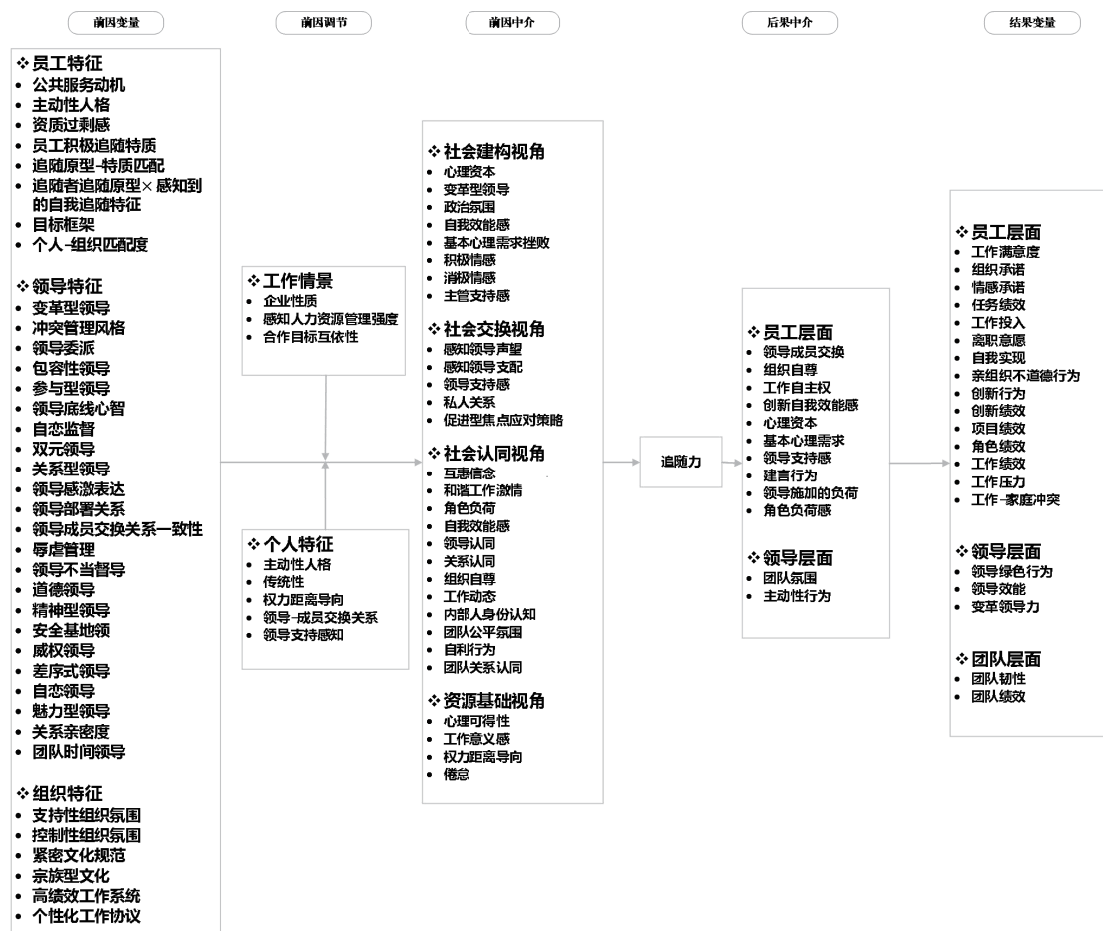 前因变量
前因调节
前因中介
后果中介
结果变量
❖员工特征
• 公共服务动机
• 主动性人格
• 资质过剩感
• 员工积极追随特质
• 追随原型-特质匹配
• 追随者追随原型×感知到
的自我追随特征
• 目标框架
• 个人-组织匹配度
❖领导特征
• 变革型领导
• 冲突管理风格
• 领导委派
• 包容性领导
• 参与型领导
• 领导底线心智
• 自恋监督
• 双元领导
• 关系型领导
• 领导感激表达
• 领导部署关系
• 领导成员交换关系一致性
• 辱虐管理
• 领导不当督导
• 道德领导
• 精神型领导
• 安全基地领
• 威权领导
• 差序式领导
• 自恋领导
• 魅力型领导
• 关系亲密度
• 团队时间领导
❖组织特征
• 支持性组织氛围
• 控制性组织氛围
• 紧密文化规范
• 宗族型文化
• 高绩效工作系统
• 个性化工作协议
❖工作情景
• 企业性质
• 感知人力资源管理强度
• 合作目标互依性
❖个人特征
• 主动性人格
• 传统性
• 权力距离导向
• 领导-成员交换关系
• 领导支持感知
❖社会建构视角
• 心理资本
• 变革型领导
• 政治氛围
• 自我效能感
• 基本心理需求挫败
• 积极情感
• 消极情感
• 主管支持感
❖社会交换视角
• 感知领导声望
• 感知领导支配
• 领导支持感
• 私人关系
• 促进型焦点应对策略
❖社会认同视角
• 互惠信念
• 和谐工作激情
• 角色负荷
• 自我效能感
• 领导认同
• 关系认同
• 组织自尊
• 工作动态
• 内部人身份认知
• 团队公平氛围
• 自利行为
• 团队关系认同
❖资源基础视角
• 心理可得性
• 工作意义感
• 权力距离导向
• 倦怠
追随力
❖员工层面
• 领导成员交换
• 组织自尊
• 工作自主权
• 创新自我效能感
• 心理资本
• 基本心理需求
• 领导支持感
• 建言行为
• 领导施加的负荷
• 角色负荷感
❖领导层面
• 团队氛围
• 主动性行为
❖员工层面
• 工作满意度
• 组织承诺
• 情感承诺
• 任务绩效
• 工作投入
• 离职意愿
• 自我实现
• 亲组织不道德行为
• 创新行为
• 创新绩效
• 项目绩效
• 角色绩效
• 工作绩效
• 工作压力
• 工作-家庭冲突
❖领导层面
• 领导绿色行为
• 领导效能
• 变革领导力
❖团队层面
• 团队韧性
• 团队绩效